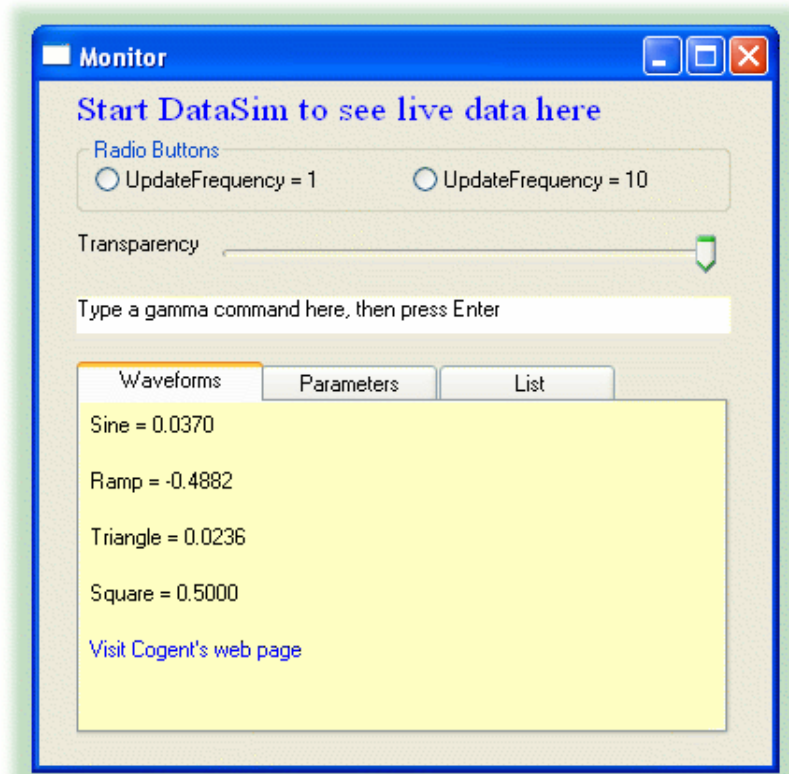 Monitor
Start DataSim to see live data here
Radio Buttons
UpdateFrequency = 1 UpdateFrequency = 10
Transparency
Type a gamma command here, then press Enter
Waveforms Parameters List
Sine = 0.0370
Ramp = -0.4882
Triangle = 0.0236
Square = 0.5000
Visit Cogent's web page